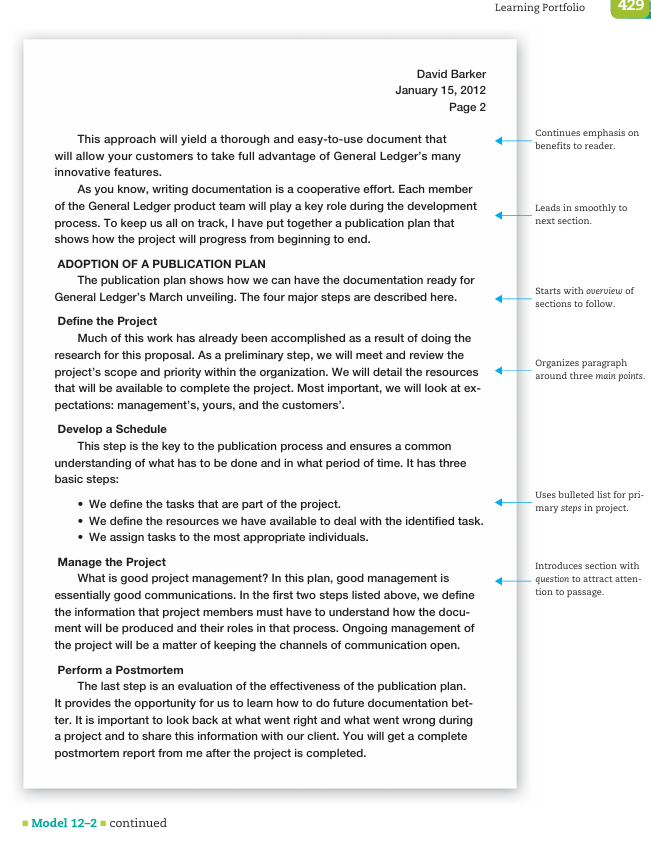 Learning Portfolio 429
David Barker
January 15, 2012
Page 2
This approach will yield a thorough and easy-to-use document that
will allow your customers to take full advantage of General Ledger's many
innovative features.
As you know, writing documentation is a cooperative effort. Each member
of the General Ledger product team will play a key role during the development
process. To keep us all on track, I have put together a publication plan that
shows how the project will progress from beginning to end.
ADOPTION OF A PUBLICATION PLAN
The publication plan shows how we can have the documentation ready for
General Ledger's March unveiling. The four major steps are described here.
Define the Project
Much of this work has already been accomplished as a result of doing the
research for this proposal. As a preliminary step, we will meet and review the
project's scope and priority within the organization. We will detail the resources
that will be available to complete the project. Most important, we will look at ex-
pectations: management's, yours, and the customers'.
Develop a Schedule
This step is the key to the publication process and ensures a common
understanding of what has to be done and in what period of time. It has three
basic steps:
• We define the tasks that are part of the project.
• We define the resources we have available to deal with the identified task.
• We assign tasks to the most appropriate individuals.
Manage the Project
What is good project management? In this plan, good management is
essentially good communications. In the first two steps listed above, we define
the information that project members must have to understand how the docu-
ment will be produced and their roles in that process. Ongoing management of
the project will be a matter of keeping the channels of communication open.
Perform a Postmortem
The last step is an evaluation of the effectiveness of the publication plan.
It provides the opportunity for us to learn how to do future documentation bet-
ter. It is important to look back at what went right and what went wrong during
a project and to share this information with our client. You will get a complete
postmortem report from me after the project is completed.
Continues emphasis on
benefits to reader.
Leads in smoothly to
next section.
Starts with overview of
sections to follow.
Organizes paragraph
around three main points.
Uses bulleted list for pri-
mary steps in project.
Introduces section with
question to attract atten-
tion to passage.
■ Model 12–2 ■ continued